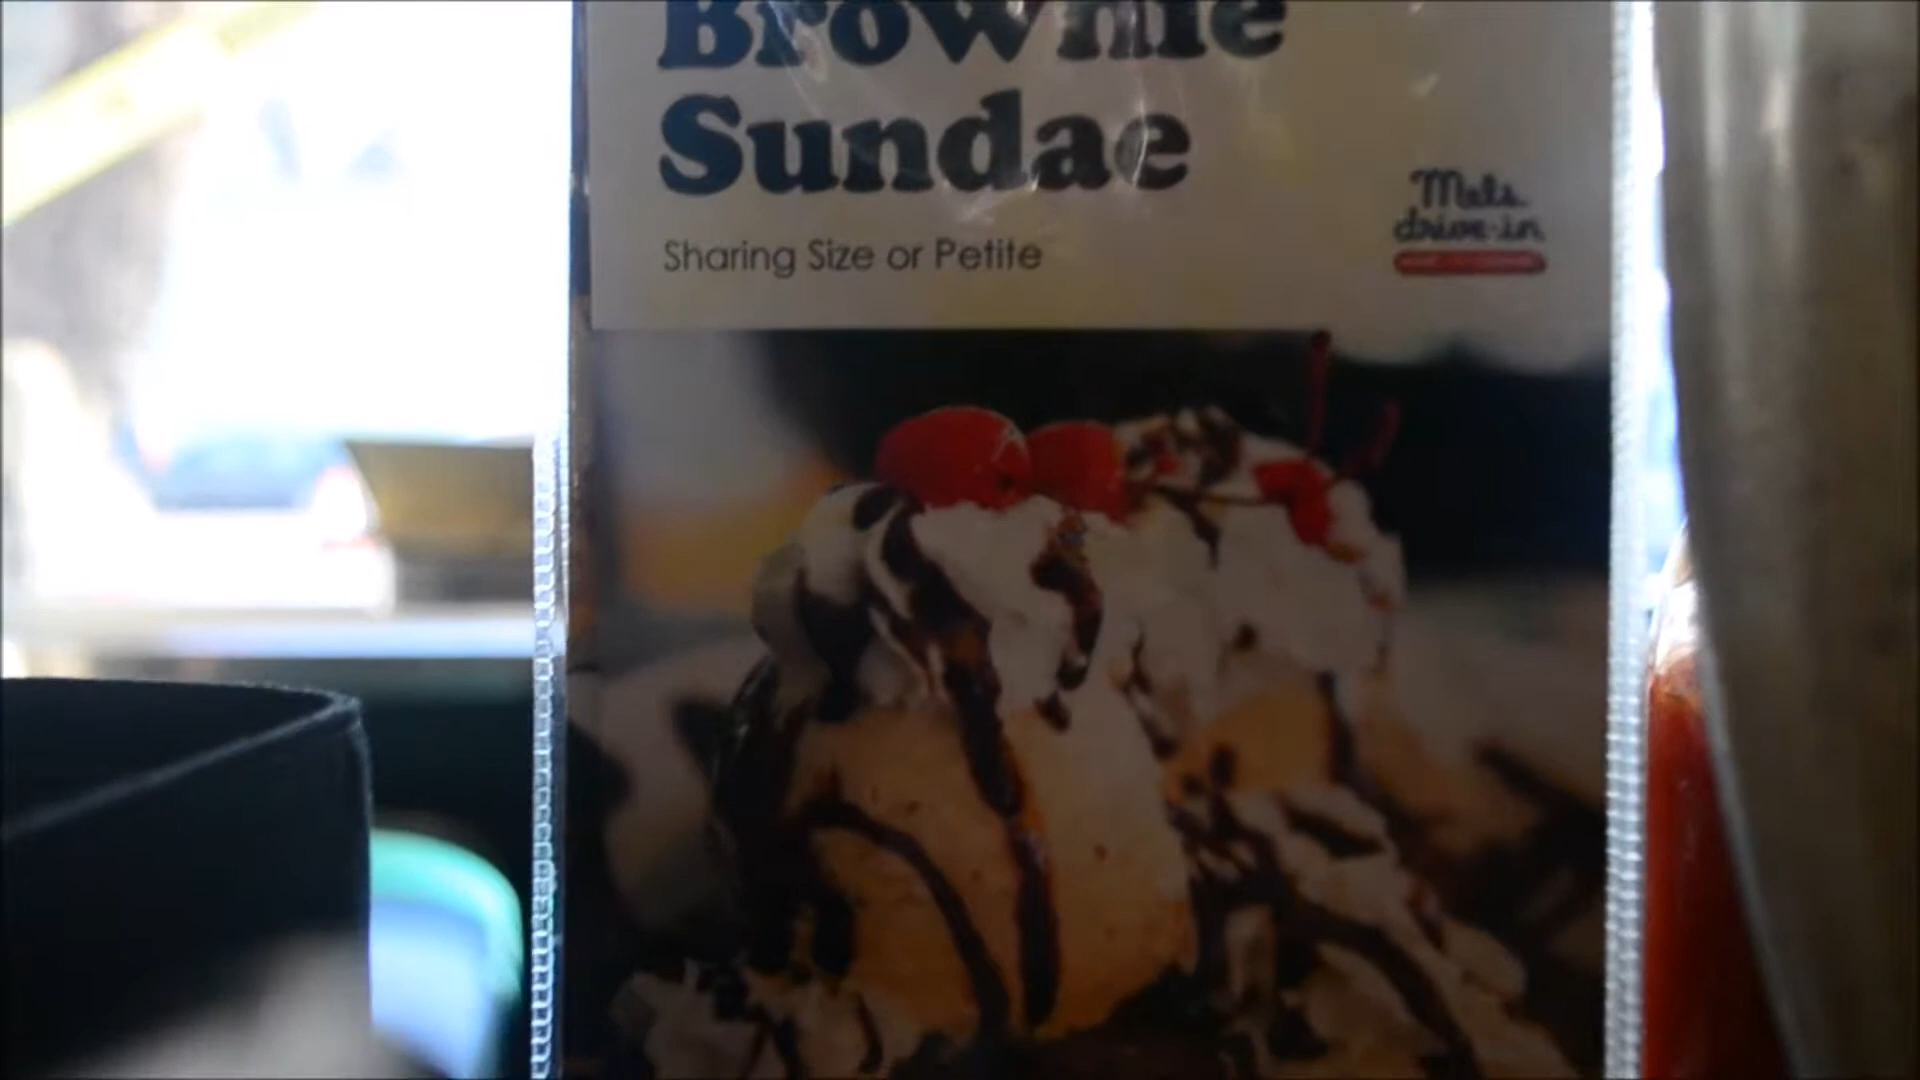 Brownie
Sundae
Sharing Size or Petite
Mels
drive-in